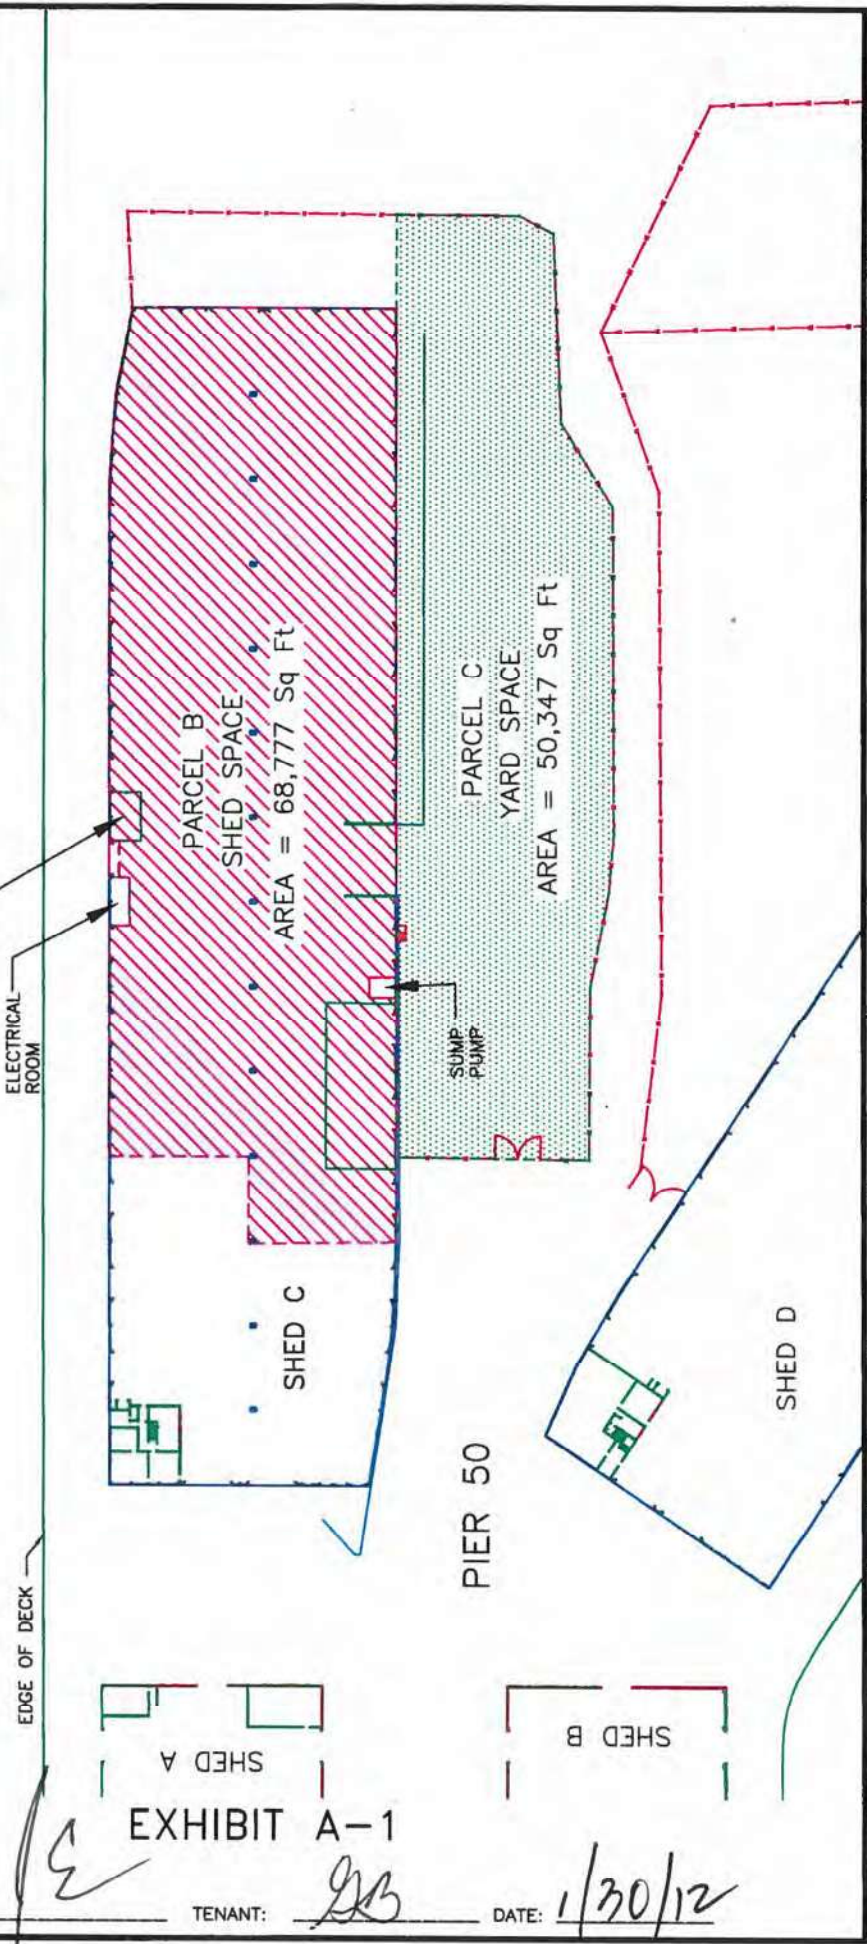 ELECTRICAL
ROOM
PARCEL B
SHED SPACE
AREA = 68,777 Sq Ft
PARCEL C
YARD SPACE
AREA = 50,347 Sq Ft
SUMP
PUMP
SHED C
SHED D
PIER 50
EDGE OF DECK
SHED A
SHED B
EXHIBIT A-1
TENANT: GB DATE: 1/30/12